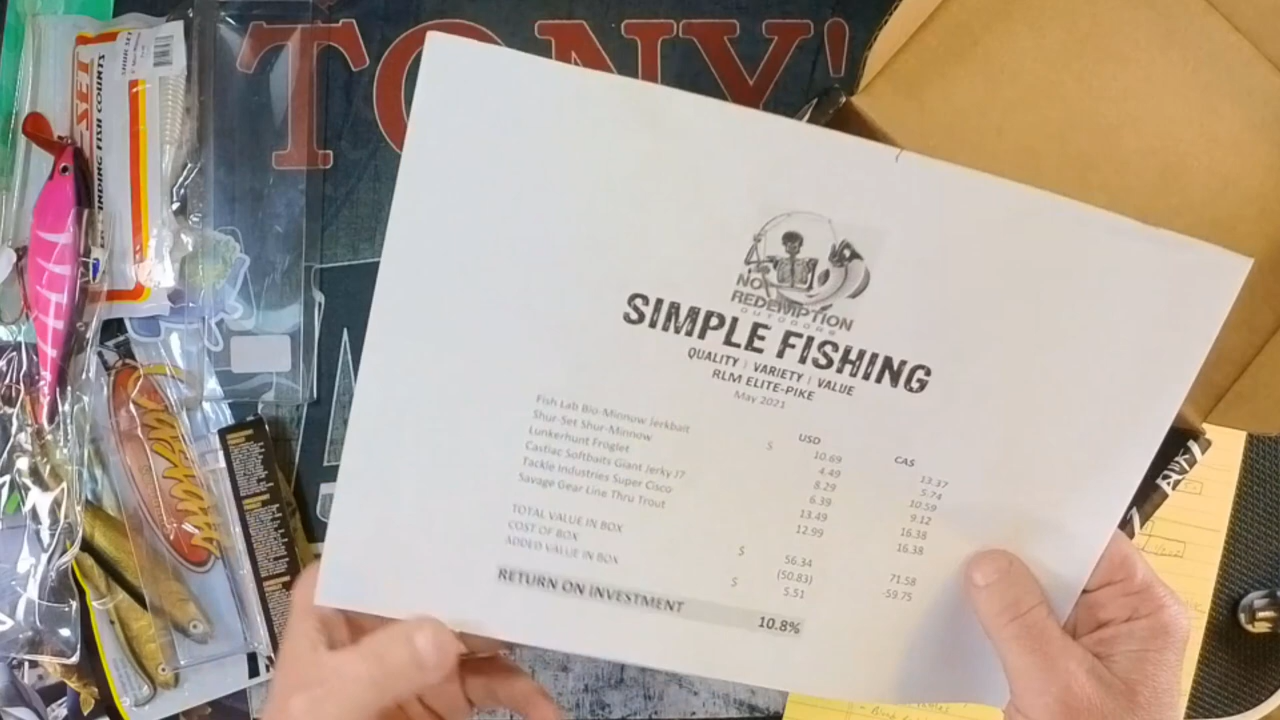 TONY'
SHUR SET
-SET
NO
REDEMPTION
OUTDOORS
SIMPLE FISHING
QUALITY | VARIETY | VALUE
RLM ELITE-PIKE
May 2021
USD CA$
Fish Lab Bio-Minnow Jerkbait $ 10.69 13.37
Shur-Set Shur-Minnow 4.49 5.74
Lunkerhunt Froglet 8.29 10.59
Castiac Softbaits Giant Jerky J7 6.39 9.12
Tackle Industries Super Cisco 13.49 16.38
Savage Gear Line Thru Trout 12.99 16.38
TOTAL VALUE IN BOX $ 56.34 71.58
COST OF BOX (50.83) -59.75
ADDED VALUE IN BOX $ 5.51
RETURN ON INVESTMENT 10.8%